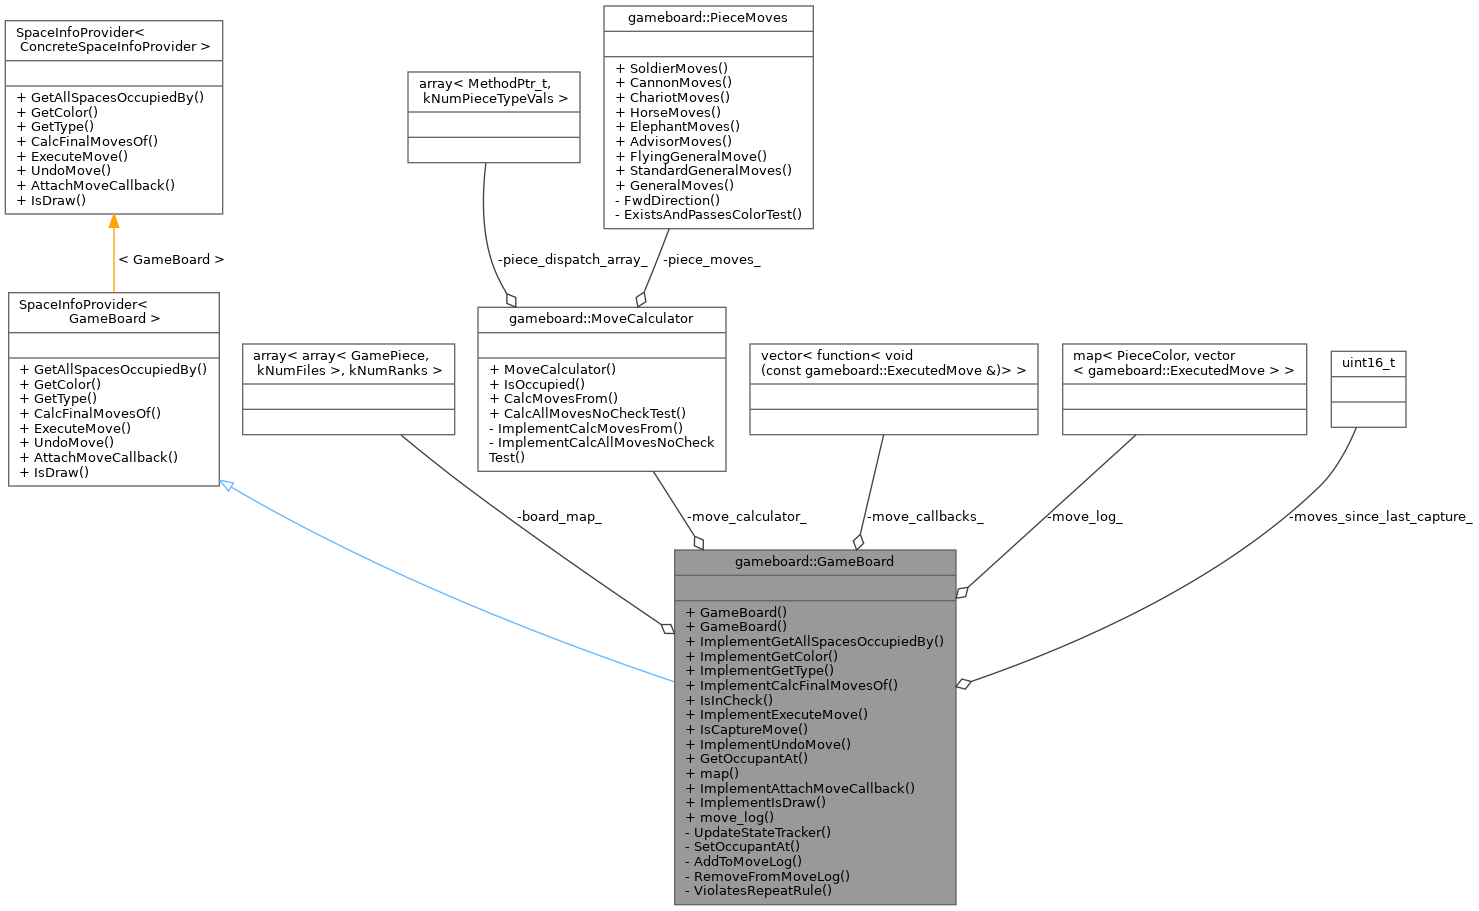 SpaceInfoProvider<
ConcreteSpaceInfoProvider >
+ GetAllSpacesOccupiedBy()
+ GetColor()
+ GetType()
+ CalcFinalMovesOf()
+ ExecuteMove()
+ UndoMove()
+ AttachMoveCallback()
+ IsDraw()
< GameBoard >
SpaceInfoProvider<
GameBoard >
+ GetAllSpacesOccupiedBy()
+ GetColor()
+ GetType()
+ CalcFinalMovesOf()
+ ExecuteMove()
+ UndoMove()
+ AttachMoveCallback()
+ IsDraw()
array< array< GamePiece,
kNumFiles >, kNumRanks >
-board_map_
array< MethodPtr_t,
kNumPieceTypeVals >
-piece_dispatch_array_
gameboard::PieceMoves
+ SoldierMoves()
+ CannonMoves()
+ ChariotMoves()
+ HorseMoves()
+ ElephantMoves()
+ AdvisorMoves()
+ FlyingGeneralMove()
+ StandardGeneralMoves()
+ GeneralMoves()
- FwdDirection()
- ExistsAndPassesColorTest()
-piece_moves_
gameboard::MoveCalculator
+ MoveCalculator()
+ IsOccupied()
+ CalcMovesFrom()
+ CalcAllMovesNoCheckTest()
- ImplementCalcMovesFrom()
- ImplementCalcAllMovesNoCheck
Test()
-move_calculator_
vector< function< void
(const gameboard::ExecutedMove &)> >
-move_callbacks_
map< PieceColor, vector
< gameboard::ExecutedMove > >
-move_log_
uint16_t
-moves_since_last_capture_
gameboard::GameBoard
+ GameBoard()
+ GameBoard()
+ ImplementGetAllSpacesOccupiedBy()
+ ImplementGetColor()
+ ImplementGetType()
+ ImplementCalcFinalMovesOf()
+ IsInCheck()
+ ImplementExecuteMove()
+ IsCaptureMove()
+ ImplementUndoMove()
+ GetOccupantAt()
+ map()
+ ImplementAttachMoveCallback()
+ ImplementIsDraw()
+ move_log()
- UpdateStateTracker()
- SetOccupantAt()
- AddToMoveLog()
- RemoveFromMoveLog()
- ViolatesRepeatRule()